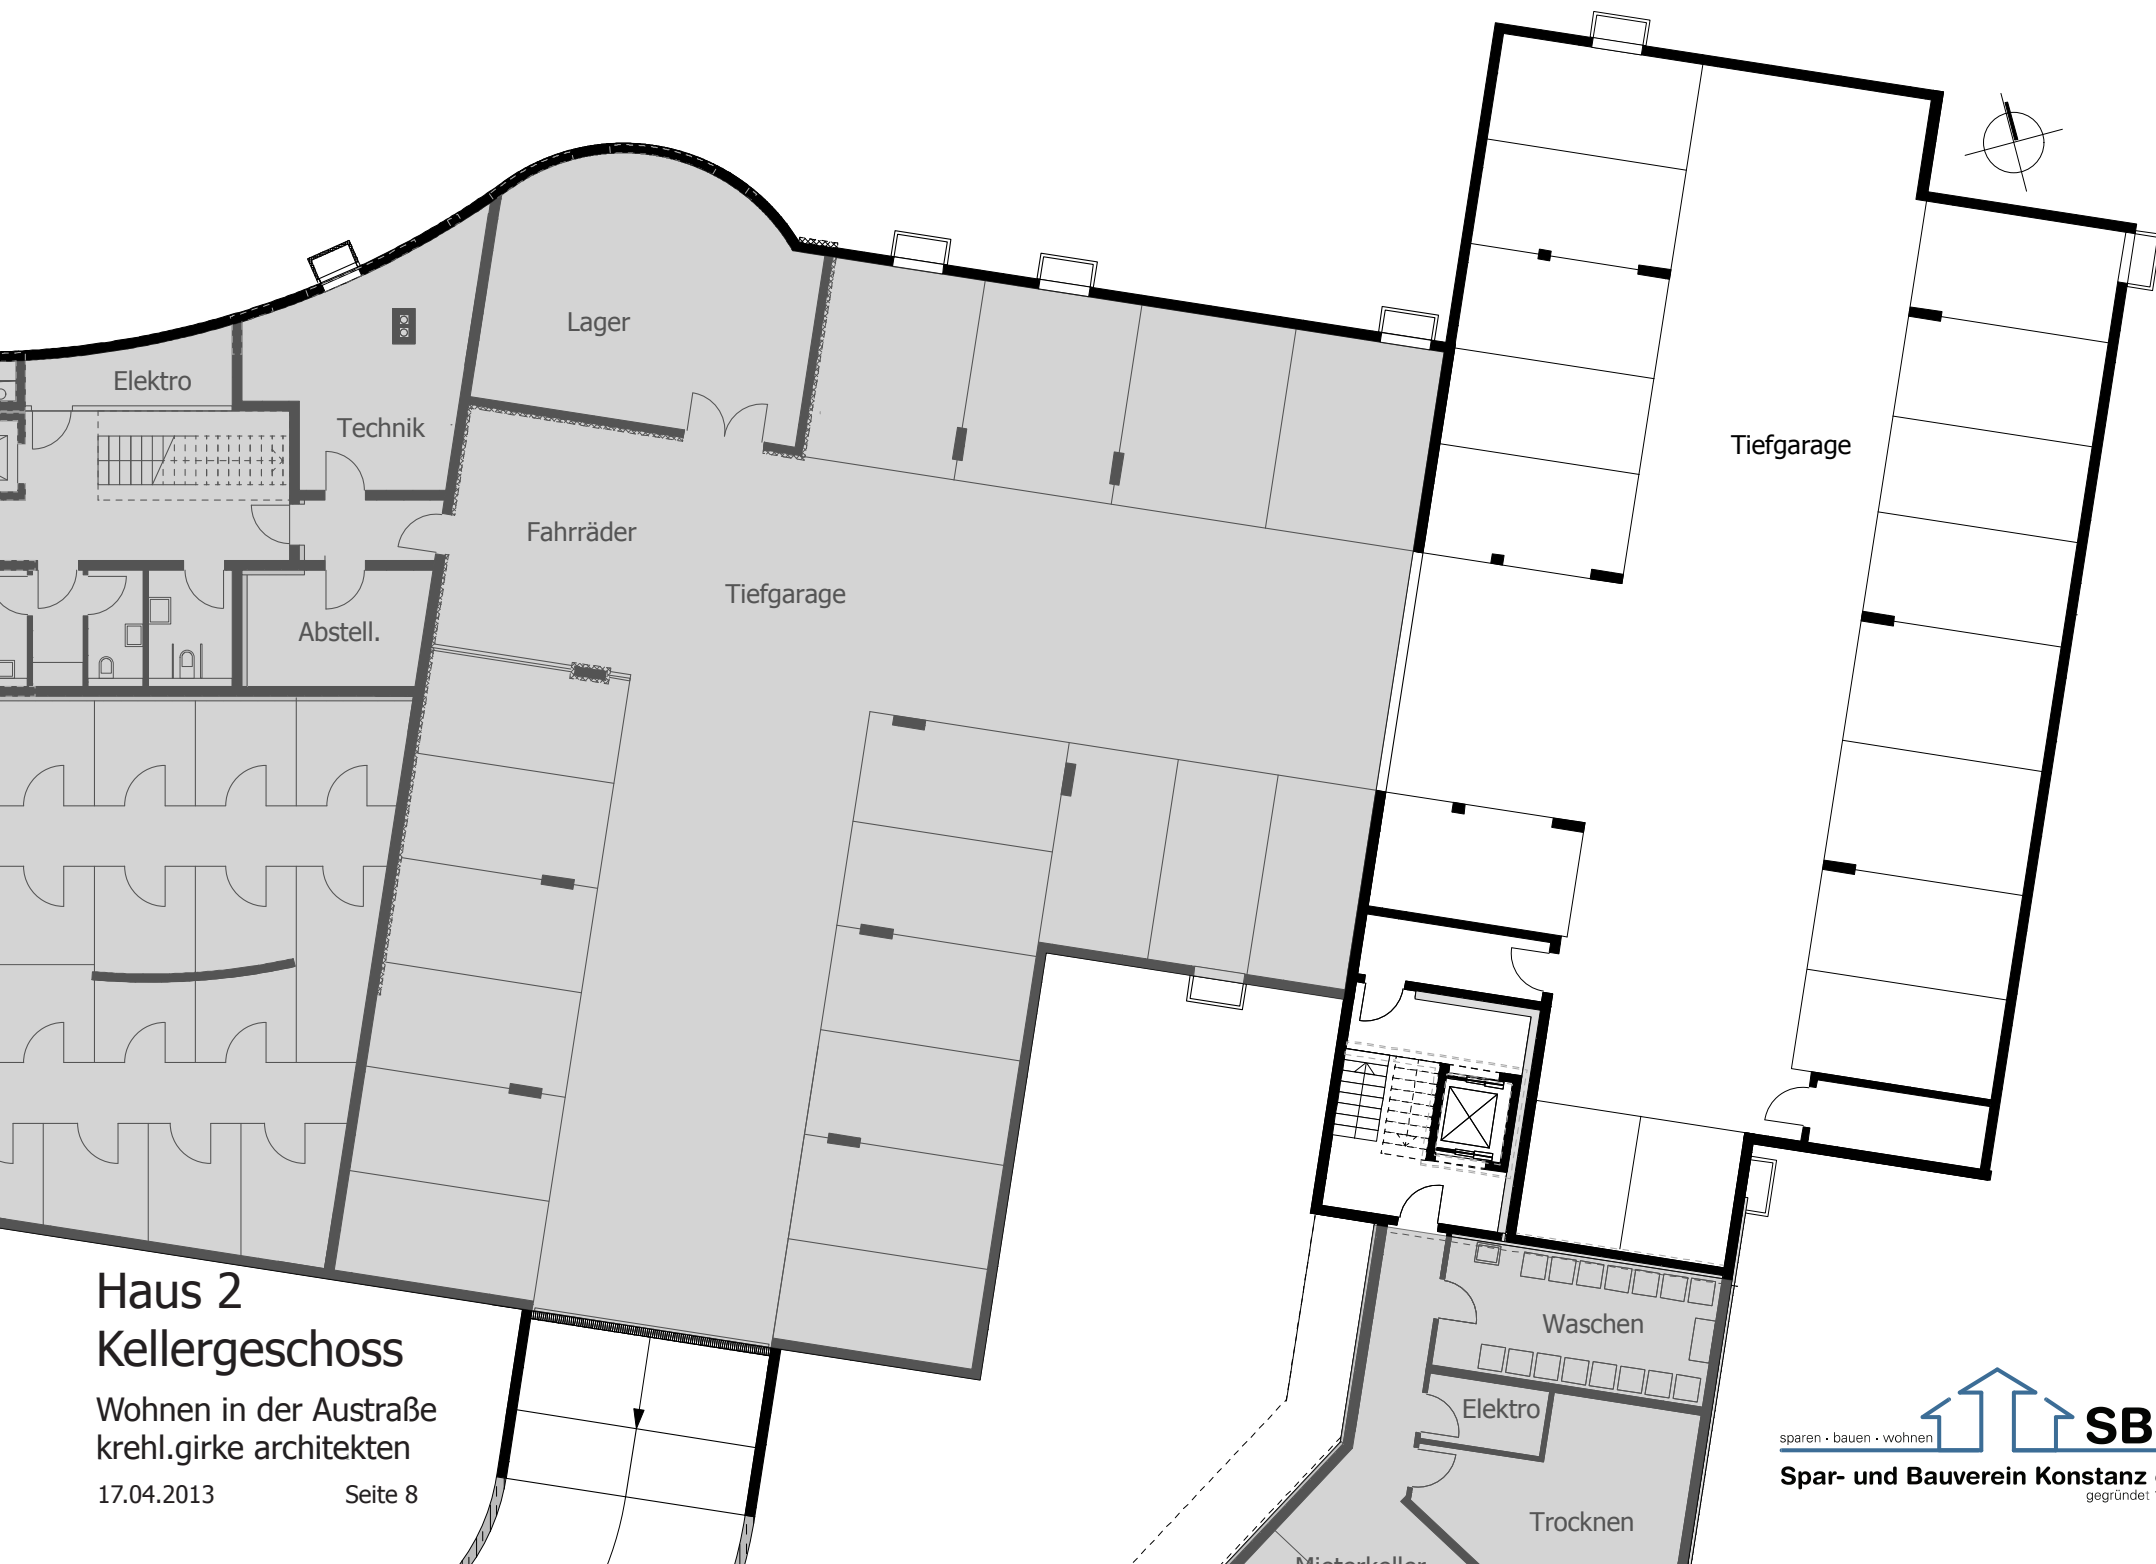 Lager
Elektro
Technik
Tiefgarage
Fahrräder
Tiefgarage
Abstell.
Haus 2
Kellergeschoss
Wohnen in der Austraße
krehl.girke architekten
17.04.2013 Seite 8
Waschen
Elektro
Trocknen
Mieterkeller
sparen · bauen · wohnen
SB
Spar- und Bauverein Konstanz
gegründet